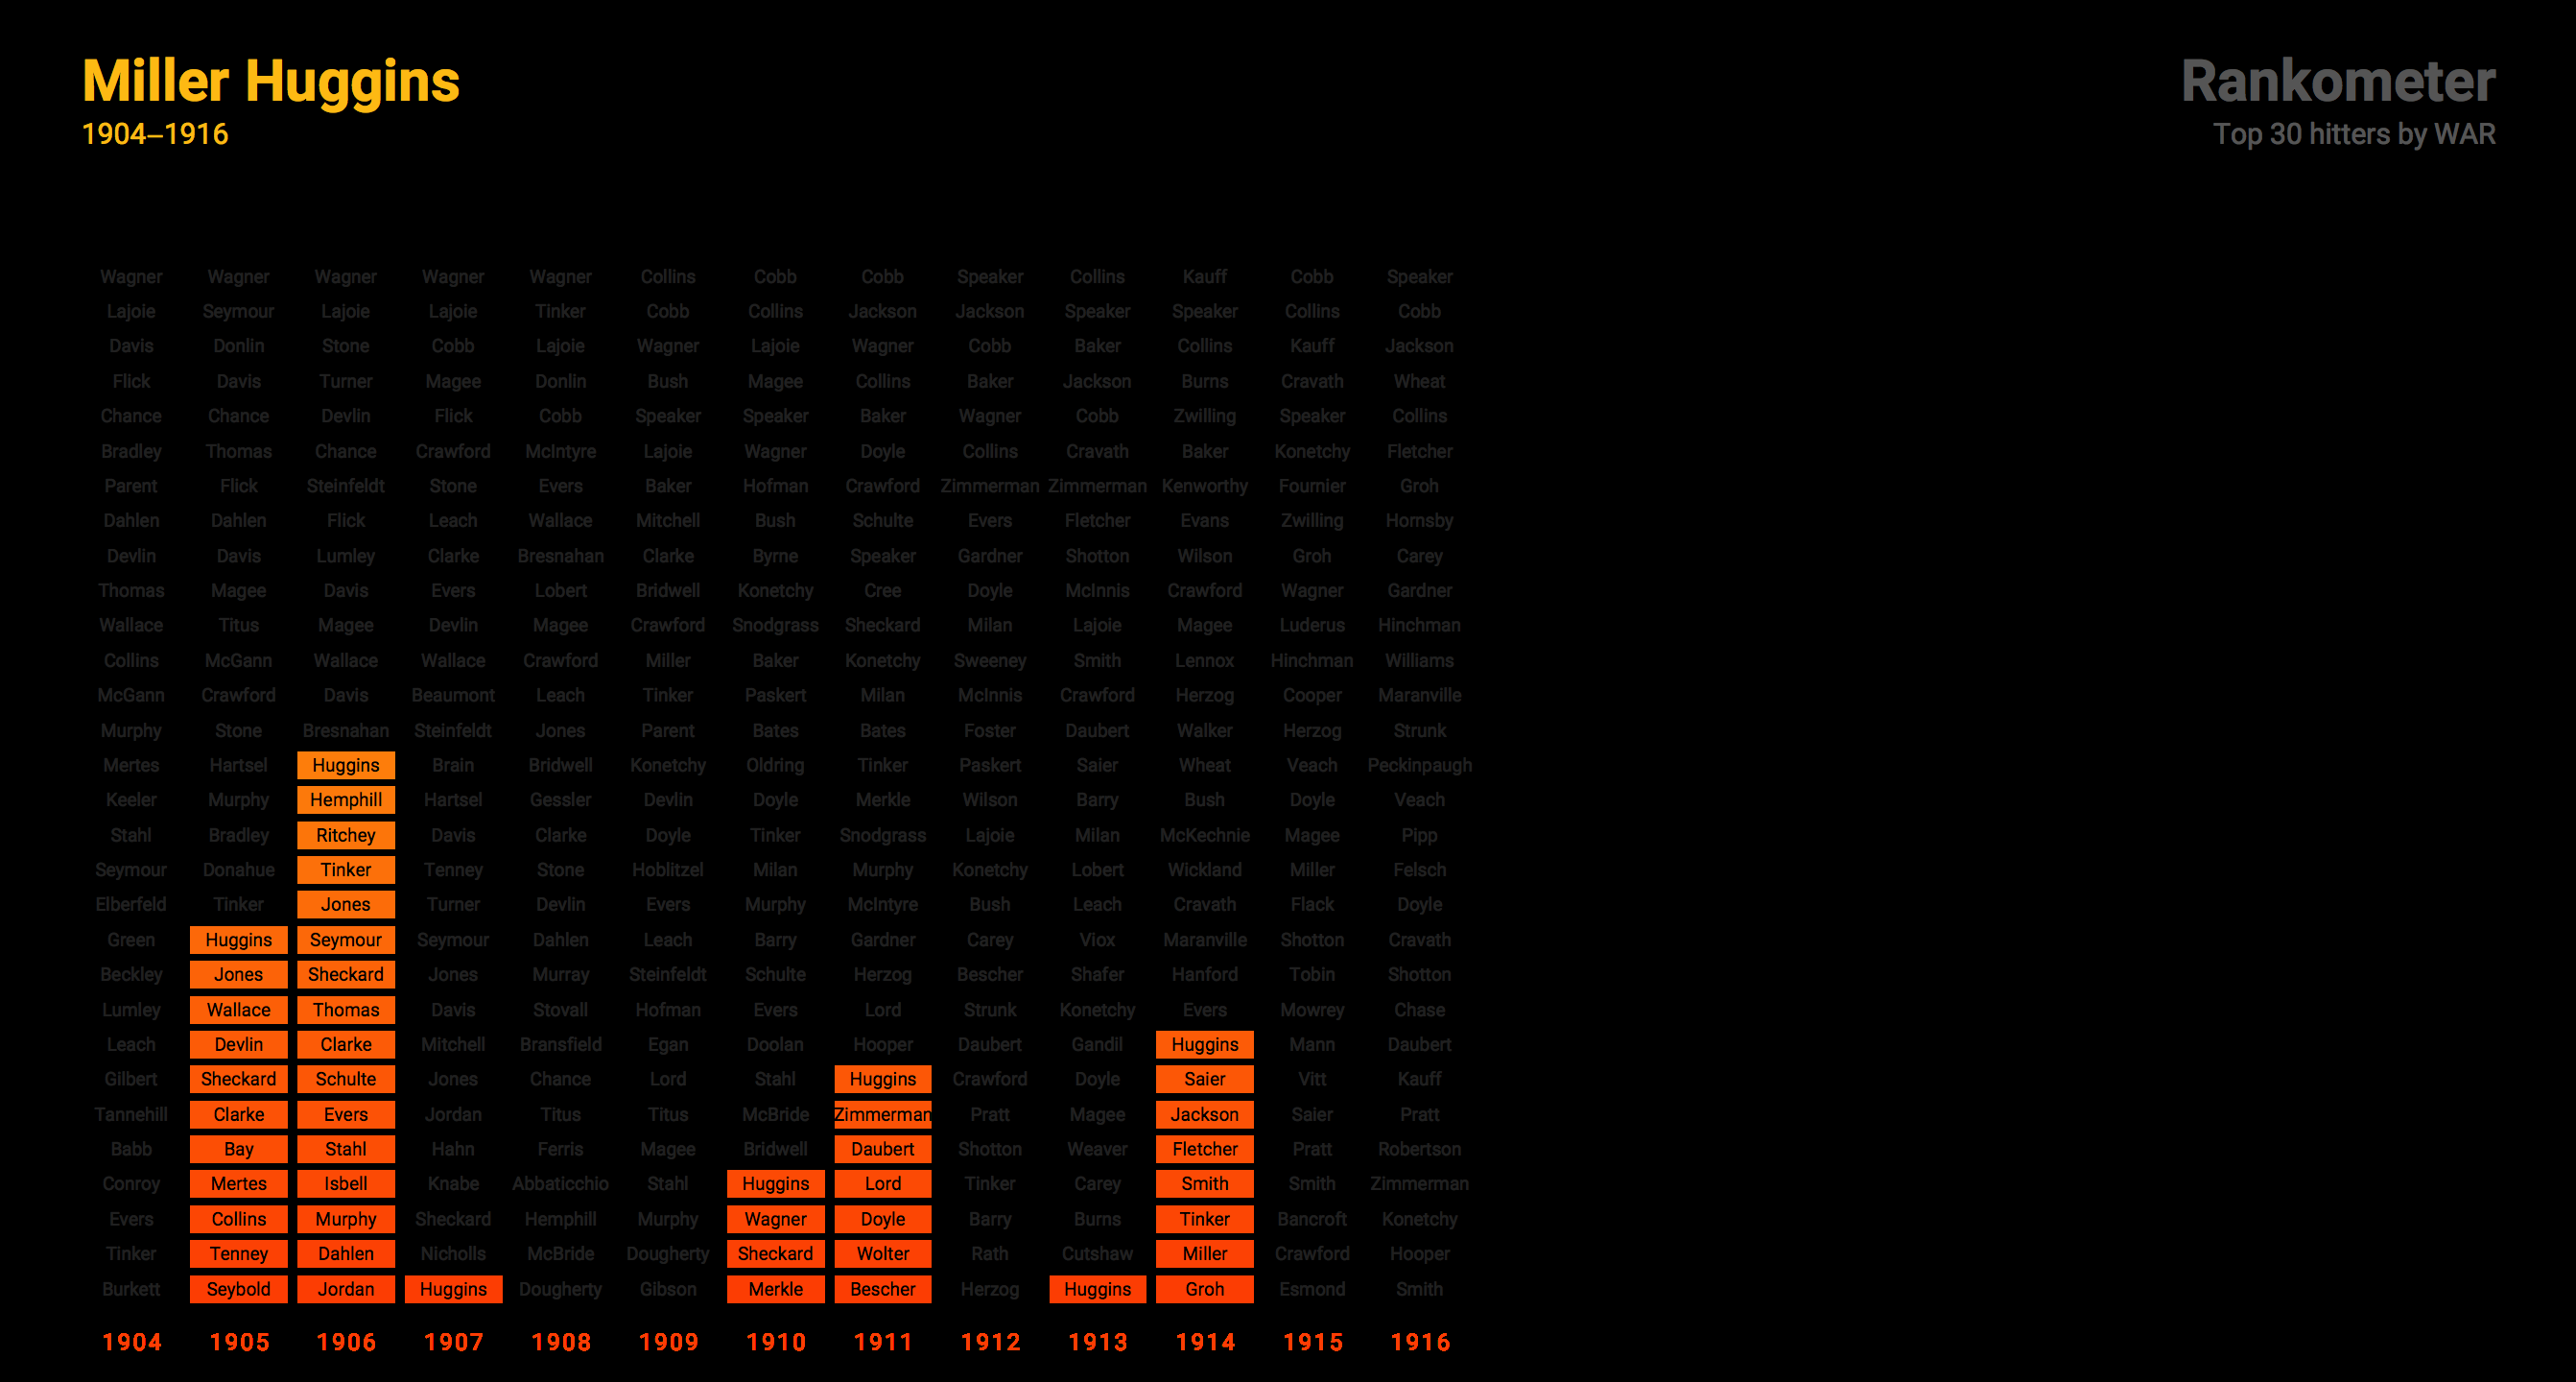 Miller Huggins
1904–1916
Rankometer
Top 30 hitters by WAR
Wagner Wagner Wagner Wagner Wagner Collins Cobb Cobb Speaker Collins Kauff Cobb Speaker
Lajoie Seymour Lajoie Lajoie Tinker Cobb Collins Jackson Jackson Speaker Speaker Collins Cobb
Davis Donlin Stone Cobb Lajoie Wagner Lajoie Wagner Cobb Baker Collins Kauff Jackson
Flick Davis Turner Magee Donlin Bush Magee Collins Baker Jackson Burns Cravath Wheat
Chance Chance Devlin Flick Cobb Speaker Speaker Baker Wagner Cobb Zwilling Speaker Collins
Bradley Thomas Chance Crawford McIntyre Lajoie Wagner Doyle Collins Cravath Baker Konetchy Fletcher
Parent Flick Steinfeldt Stone Evers Baker Hofman Crawford Zimmerman Zimmerman Kenworthy Fournier Groh
Dahlen Dahlen Flick Leach Wallace Mitchell Bush Schulte Evers Fletcher Evans Zwilling Hornsby
Devlin Davis Lumley Clarke Bresnahan Clarke Byrne Speaker Gardner Shotton Wilson Groh Carey
Thomas Magee Davis Evers Lobert Bridwell Konetchy Cree Doyle McInnis Crawford Wagner Gardner
Wallace Titus Magee Devlin Magee Crawford Snodgrass Sheckard Milan Lajoie Magee Luderus Hinchman
Collins McGann Wallace Wallace Crawford Miller Baker Konetchy Sweeney Smith Lennox Hinchman Williams
McGann Crawford Davis Beaumont Leach Tinker Paskert Milan McInnis Crawford Herzog Cooper Maranville
Murphy Stone Bresnahan Steinfeldt Jones Parent Bates Bates Foster Daubert Walker Herzog Strunk
Mertes Hartsel Huggins Brain Bridwell Konetchy Oldring Tinker Paskert Saier Wheat Veach Peckinpaugh
Keeler Murphy Hemphill Hartsel Gessler Devlin Doyle Merkle Wilson Barry Bush Doyle Veach
Stahl Bradley Ritchey Davis Clarke Doyle Tinker Snodgrass Lajoie Milan McKechnie Magee Pipp
Seymour Donahue Tinker Tenney Stone Hoblitzel Milan Murphy Konetchy Lobert Wickland Miller Felsch
Elberfeld Tinker Jones Turner Devlin Evers Murphy McIntyre Bush Leach Cravath Flack Doyle
Green Huggins Seymour Seymour Dahlen Leach Barry Gardner Carey Viox Maranville Shotton Cravath
Beckley Jones Sheckard Jones Murray Steinfeldt Schulte Herzog Bescher Shafer Hanford Tobin Shotton
Lumley Wallace Thomas Davis Stovall Hofman Evers Lord Strunk Konetchy Evers Mowrey Chase
Leach Devlin Clarke Mitchell Bransfield Egan Doolan Hooper Daubert Gandil Huggins Mann Daubert
Gilbert Sheckard Schulte Jones Chance Lord Stahl Huggins Crawford Doyle Saier Vitt Kauff
Tannehill Clarke Evers Jordan Titus Titus McBride Zimmerman Pratt Magee Jackson Saier Pratt
Babb Bay Stahl Hahn Ferris Magee Bridwell Daubert Shotton Weaver Fletcher Pratt Robertson
Conroy Mertes Isbell Knabe Abbaticchio Stahl Huggins Lord Tinker Carey Smith Smith Zimmerman
Evers Collins Murphy Sheckard Hemphill Murphy Wagner Doyle Barry Burns Tinker Bancroft Konetchy
Tinker Tenney Dahlen Nicholls McBride Dougherty Sheckard Wolter Rath Cutshaw Miller Crawford Hooper
Burkett Seybold Jordan Huggins Dougherty Gibson Merkle Bescher Herzog Huggins Groh Esmond Smith
1904 1905 1906 1907 1908 1909 1910 1911 1912 1913 1914 1915 1916